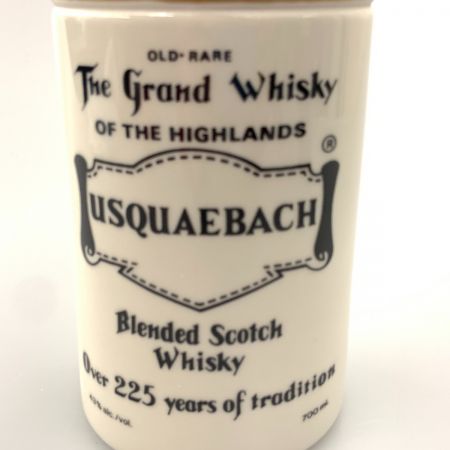 OLD-RARE
The Grand Whisky
OF THE HIGHLANDS
®
USQUAEBACH
Blended Scotch
Whisky
Over 225 years of tradition
43% alc./vol. 700 ml